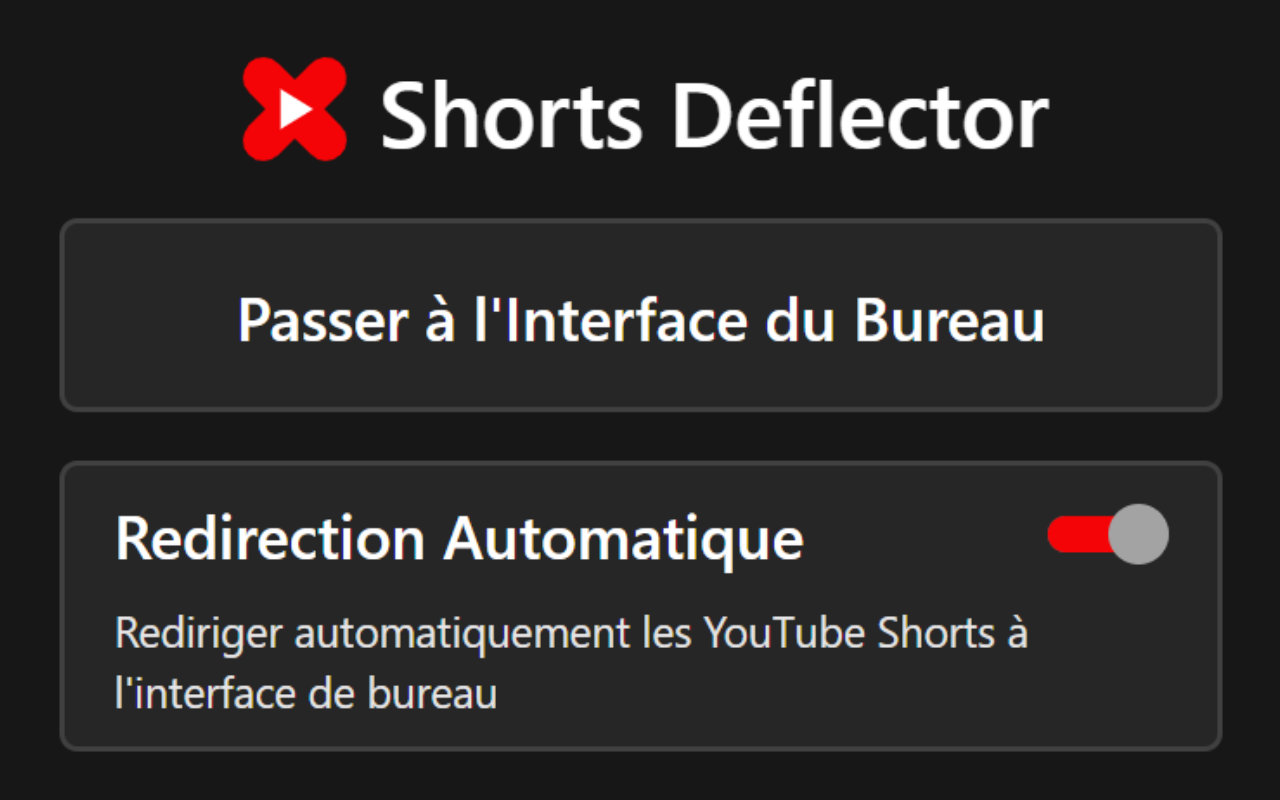 Shorts Deflector
Passer à l'Interface du Bureau
Redirection Automatique
Rediriger automatiquement les YouTube Shorts à
l'interface de bureau